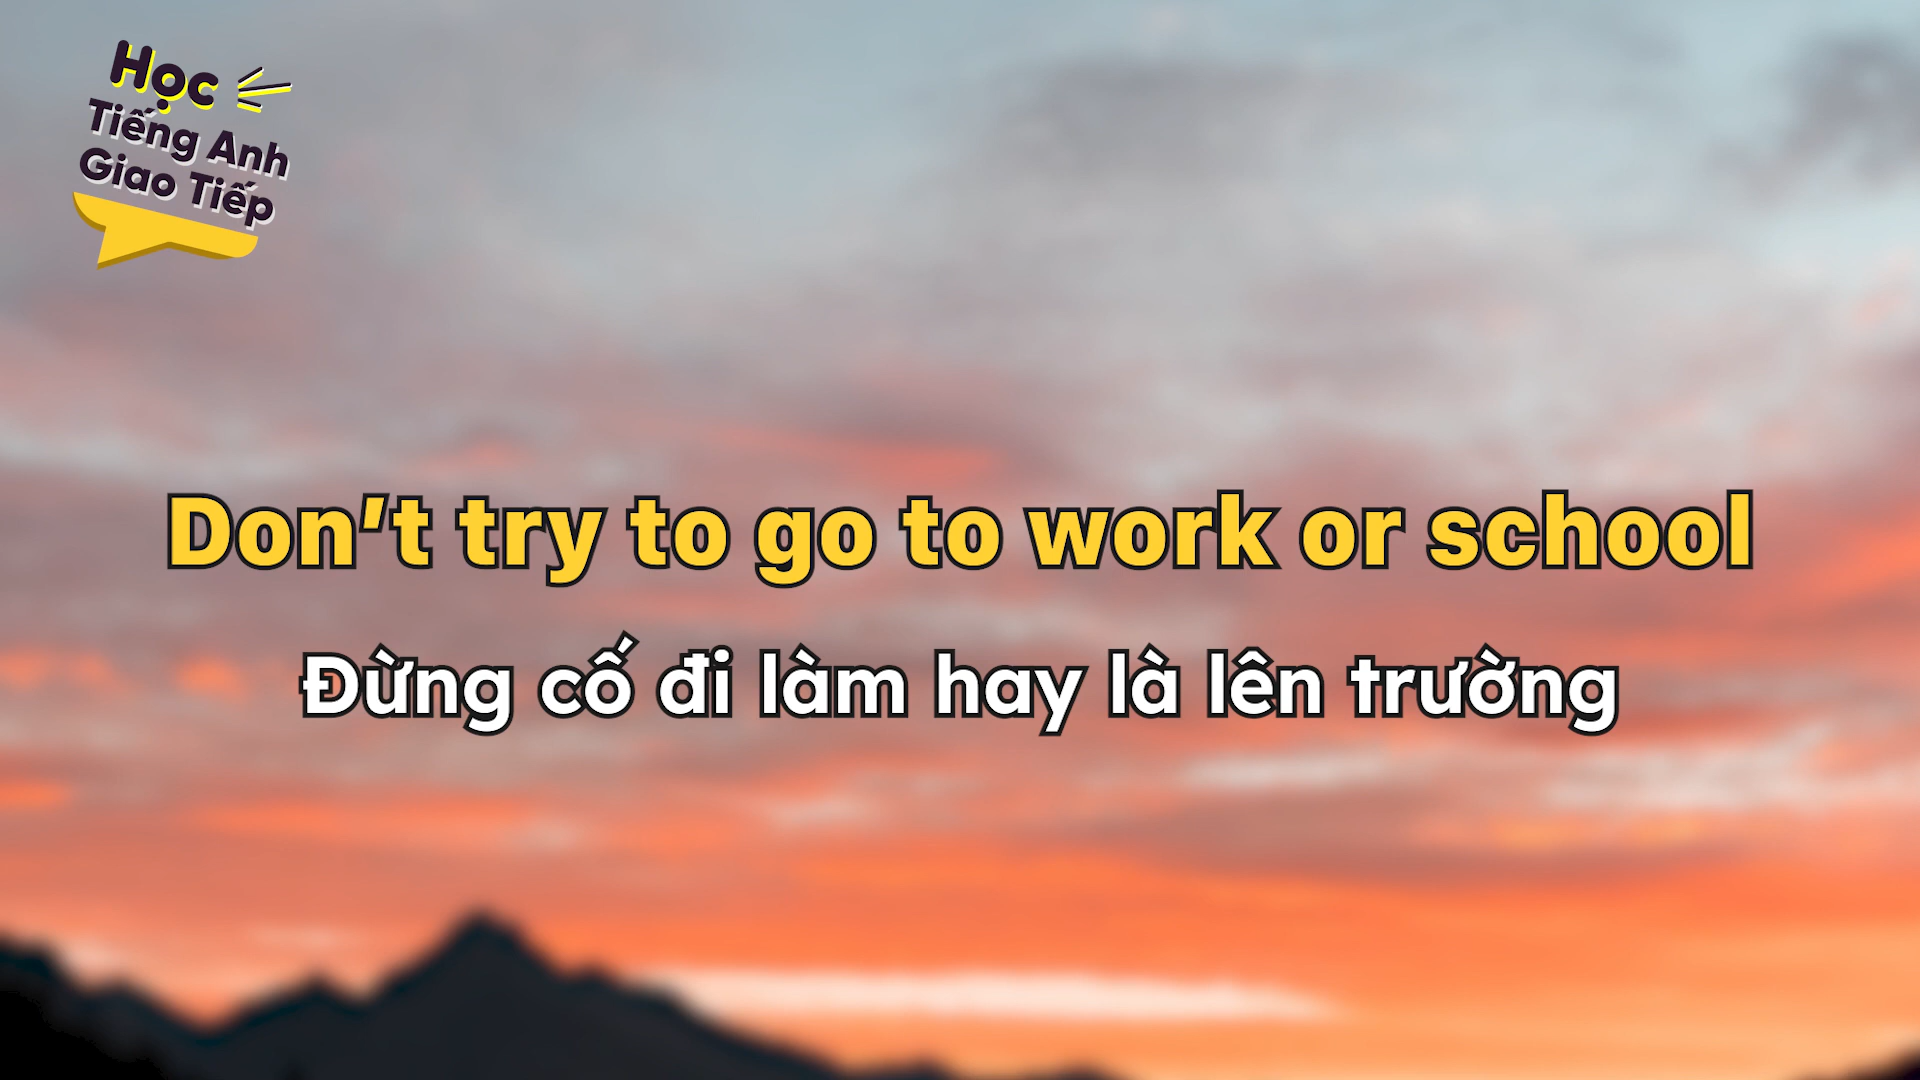 Học
Tiếng Anh
Giao Tiếp
Don't try to go to work or school
Đừng cố đi làm hay là lên trường